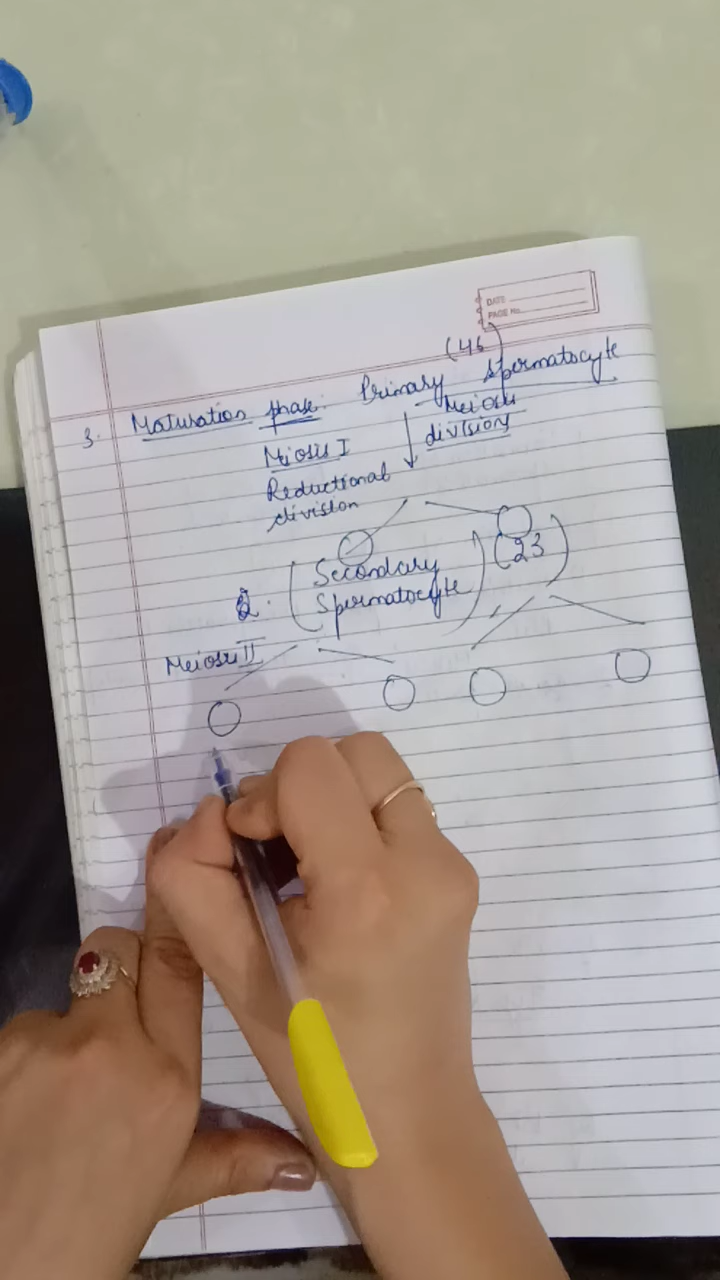 DATE
PAGE No.
(46)
3. Maturation phase: Primary spermatocyte
Meiosis I
Meiosis
division
Reductional
division
2. (Secondary
Spermatocyte) (23)
Meiosis II